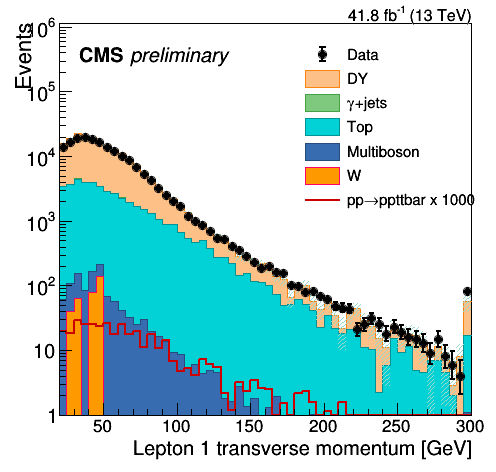 41.8 fb⁻¹ (13 TeV)
Events
CMS preliminary
Data
DY
γ+jets
Top
Multiboson
W
pp→ppttbar x 1000
10⁶
10⁵
10⁴
10³
10²
10
1
50 100 150 200 250 300
Lepton 1 transverse momentum [GeV]